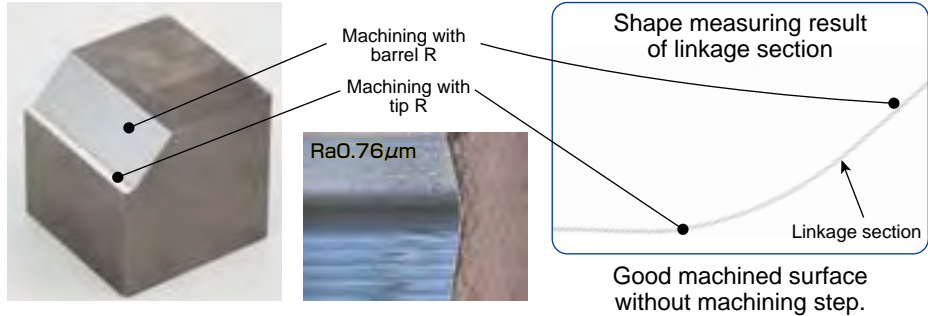 Machining with
barrel R
Machining with
tip R
Ra0.76μm
Shape measuring result
of linkage section
Linkage section
Good machined surface
without machining step.